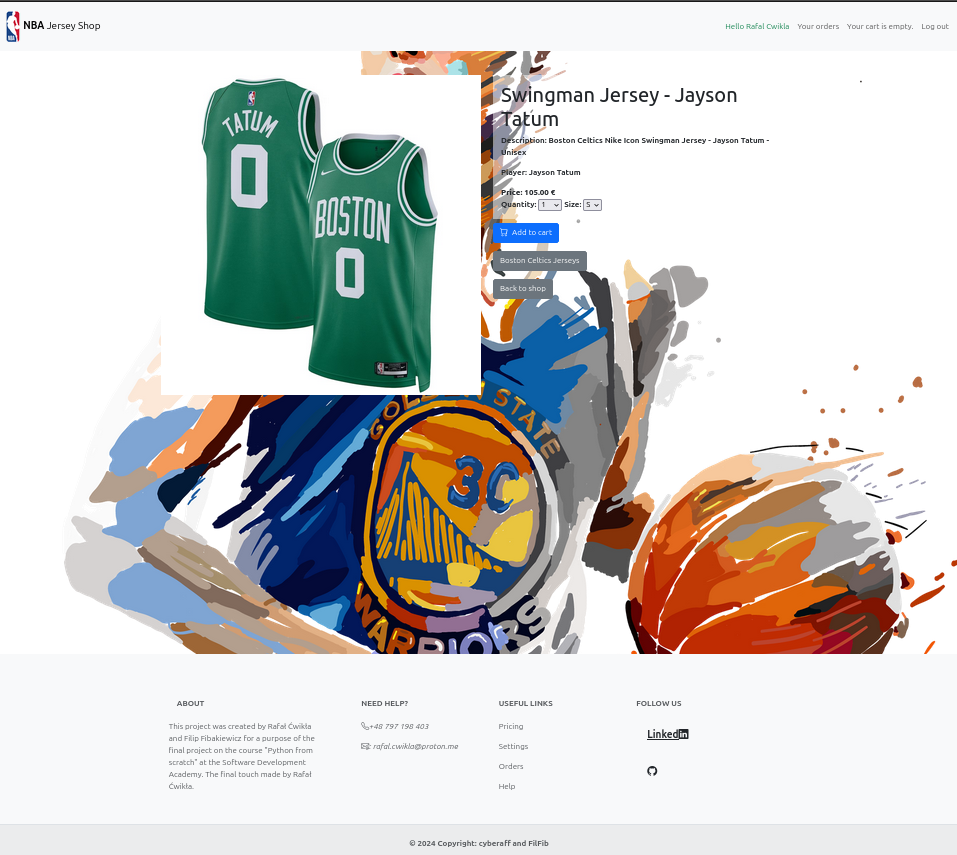 NBA Jersey Shop
Hello Rafal Cwikla Your orders Your cart is empty. Log out
TATUM
0
BOSTON
0
Swingman Jersey - Jayson
Tatum
Description: Boston Celtics Nike Icon Swingman Jersey - Jayson Tatum -
Unisex
Player: Jayson Tatum
Price: 105.00 €
Quantity: 1 Size: S
Add to cart
Boston Celtics Jerseys
Back to shop
GOLDEN STATE
30
WARRIORS
ABOUT
This project was created by Rafał Ćwikła
and Filip Fibakiewicz for a purpose of the
final project on the course "Python from
scratch" at the Software Development
Academy. The final touch made by Rafał
Ćwikła.
NEED HELP?
+48 797 198 403
: rafal.cwikla@proton.me
USEFUL LINKS
Pricing
Settings
Orders
Help
FOLLOW US
Linkedin
© 2024 Copyright: cyberaff and FilFib